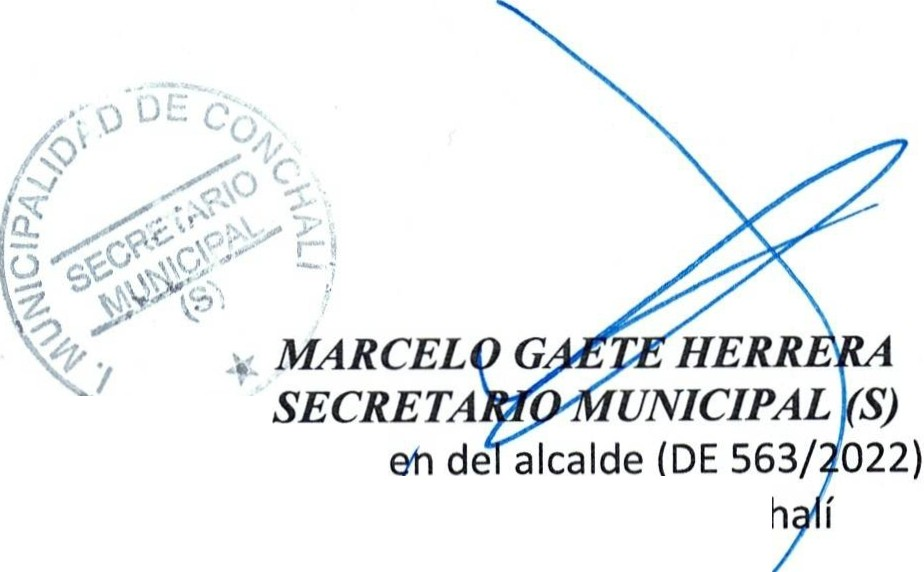 I. MUNICIPALIDAD DE CONCHALI
SECRETARIO
MUNICIPAL
(S)
MARCELO GAETE HERRERA
SECRETARIO MUNICIPAL (S)
en del alcalde (DE 563/2022)
halí